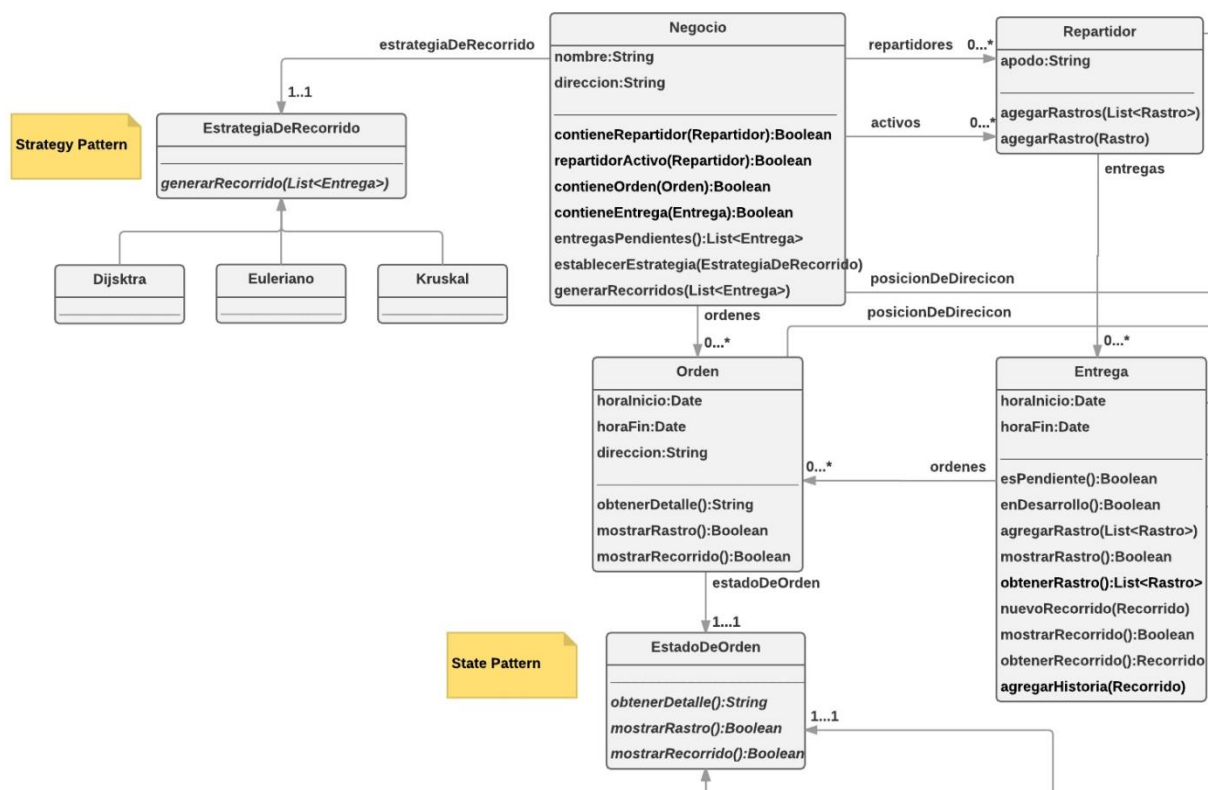 Negocio
nombre:String
direccion:String
contieneRepartidor(Repartidor):Boolean
repartidorActivo(Repartidor):Boolean
contieneOrden(Orden):Boolean
contieneEntrega(Entrega):Boolean
entregasPendientes():List<Entrega>
establecerEstrategia(EstrategiaDeRecorrido)
generarRecorridos(List<Entrega>)
estrategiaDeRecorrido
1..1
Strategy Pattern
EstrategiaDeRecorrido
generarRecorrido(List<Entrega>)
Dijsktra
Euleriano
Kruskal
repartidores
0...*
activos
0...*
Repartidor
apodo:String
agegarRastros(List<Rastro>)
agegarRastro(Rastro)
entregas
0...*
posicionDeDirecicon
posicionDeDirecicon
ordenes
0...*
Orden
horaInicio:Date
horaFin:Date
direccion:String
obtenerDetalle():String
mostrarRastro():Boolean
mostrarRecorrido():Boolean
0...*
ordenes
Entrega
horaInicio:Date
horaFin:Date
esPendiente():Boolean
enDesarrollo():Boolean
agregarRastro(List<Rastro>)
mostrarRastro():Boolean
obtenerRastro():List<Rastro>
nuevoRecorrido(Recorrido)
mostrarRecorrido():Boolean
obtenerRecorrido():Recorrido
agregarHistoria(Recorrido)
estadoDeOrden
1...1
State Pattern
EstadoDeOrden
obtenerDetalle():String
mostrarRastro():Boolean
mostrarRecorrido():Boolean
1...1